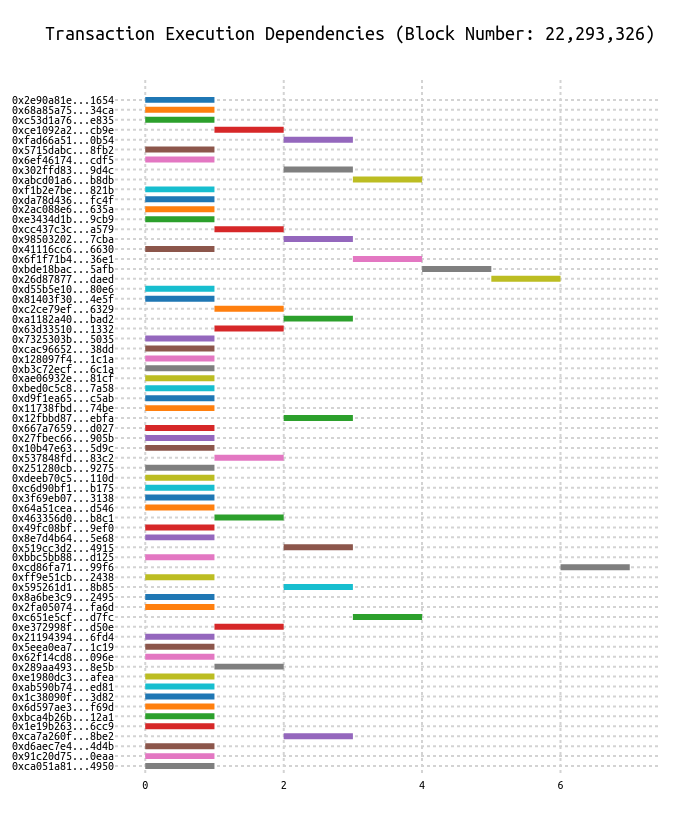 Transaction Execution Dependencies (Block Number: 22,293,326)
0x2e90a81e...1654
0x68a85a75...34ca
0xc53d1a76...e835
0xce1092a2...cb9e
0xfad66a51...0b54
0x5715dabc...8fb2
0x6ef46174...cdf5
0x302ffd83...9d4c
0xabcd01a6...b8db
0xf1b2e7be...821b
0xda78d436...fc4f
0x2ac088e6...635a
0xe3434d1b...9cb9
0xcc437c3c...a579
0x98503202...7cba
0x41116cc6...6630
0x6f1f71b4...36e1
0xbde18bac...5afb
0x26d87877...daed
0xd55b5e10...80e6
0x81403f30...4e5f
0xc2ce79ef...6329
0xa1182a40...bad2
0x63d33510...1332
0x7325303b...5035
0xcac96652...38dd
0x128097f4...1c1a
0xb3c72ecf...6c1a
0xae06932e...81cf
0xbed0c5c8...7a58
0xd9f1ea65...c5ab
0x11738fbd...74be
0x12fbbd87...ebfa
0x667a7659...d027
0x27fbec66...905b
0x10b47e63...5d9c
0x537848fd...83c2
0x251280cb...9275
0xdeeb70c5...110d
0xc6d90bf1...b175
0x3f69eb07...3138
0x64a51cea...d546
0x463356d0...b8c1
0x49fc08bf...9ef0
0x8e7d4b64...5e68
0x519cc3d2...4915
0xbbc5bb88...d125
0xcd86fa71...99f6
0xff9e51cb...2438
0x595261d1...8b85
0x8a6be3c9...2495
0x2fa05074...fa6d
0xc651e5cf...d7fc
0xe372998f...d50e
0x21194394...6fd4
0x5eea0ea7...1c19
0x62f14cd8...096e
0x289aa493...8e5b
0xe1980dc3...afea
0xab590b74...ed81
0x1c38090f...3d82
0x6d597ae3...f69d
0xbca4b26b...12a1
0x1e19b263...6cc9
0xca7a260f...8be2
0xd6aec7e4...4d4b
0x91c20d75...0eaa
0xca051a81...4950
0 2 4 6